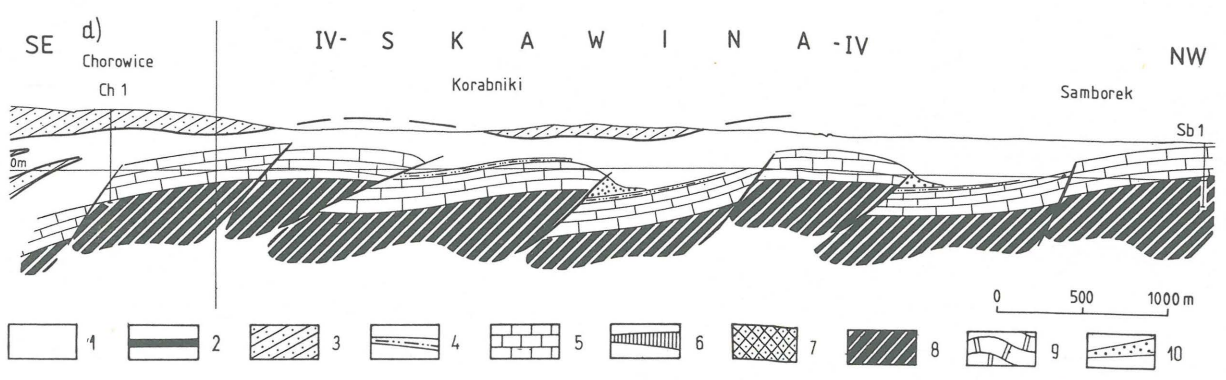 d)
SE IV- S K A W I N A -IV NW
Chorowice Korabniki Samborek
Ch 1
Sb 1
0m
0 500 1000 m
1 2 3 4 5 6 7 8 9 10